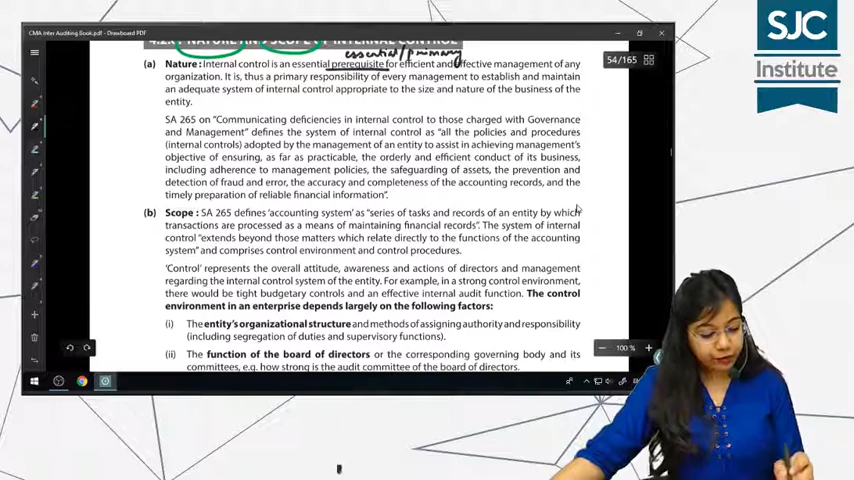 CMA Inter Auditing Book.pdf - Drawboard PDF
SJC
Institute
54/165
NATURE AND SCOPE OF INTERNAL CONTROL
essential/primary
(a) Nature : Internal control is an essential prerequisite for efficient and effective management of any
organization. It is, thus a primary responsibility of every management to establish and maintain
an adequate system of internal control appropriate to the size and nature of the business of the
entity.
SA 265 on "Communicating deficiencies in internal control to those charged with Governance
and Management" defines the system of internal control as "all the policies and procedures
(internal controls) adopted by the management of an entity to assist in achieving management's
objective of ensuring, as far as practicable, the orderly and efficient conduct of its business,
including adherence to management policies, the safeguarding of assets, the prevention and
detection of fraud and error, the accuracy and completeness of the accounting records, and the
timely preparation of reliable financial information".
(b) Scope : SA 265 defines 'accounting system' as "series of tasks and records of an entity by which
transactions are processed as a means of maintaining financial records". The system of internal
control "extends beyond those matters which relate directly to the functions of the accounting
system" and comprises control environment and control procedures.
'Control' represents the overall attitude, awareness and actions of directors and management
regarding the internal control system of the entity. For example, in a strong control environment,
there would be tight budgetary controls and an effective internal audit function. The control
environment in an enterprise depends largely on the following factors:
(i) The entity's organizational structure and methods of assigning authority and responsibility
(including segregation of duties and supervisory functions).
(ii) The function of the board of directors or the corresponding governing body and its
committees, e.g. how strong is the audit committee of the board of directors.
100 %